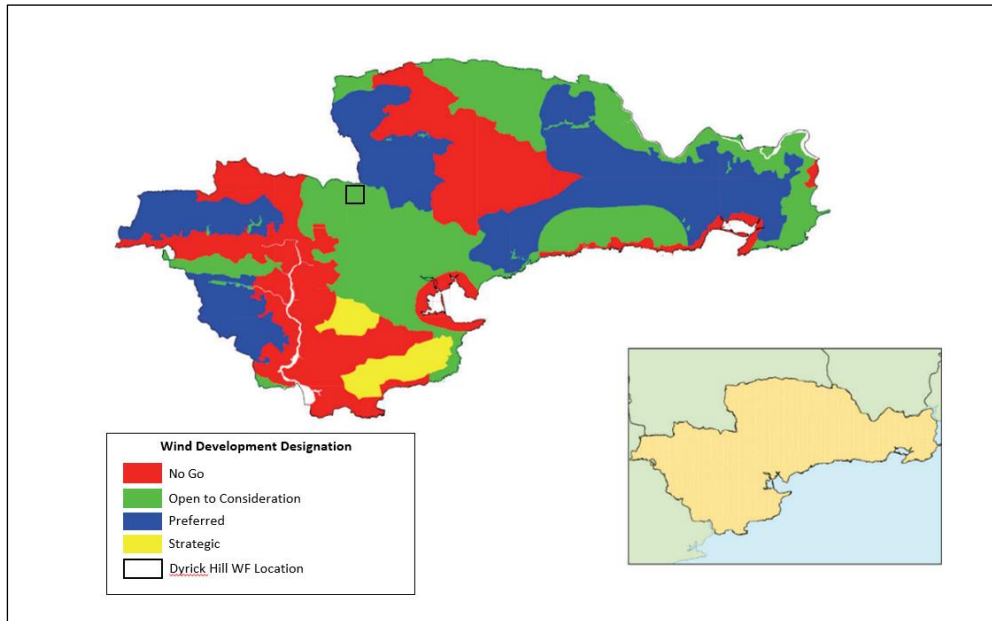 Wind Development Designation
No Go
Open to Consideration
Preferred
Strategic
Dyrick Hill WF Location